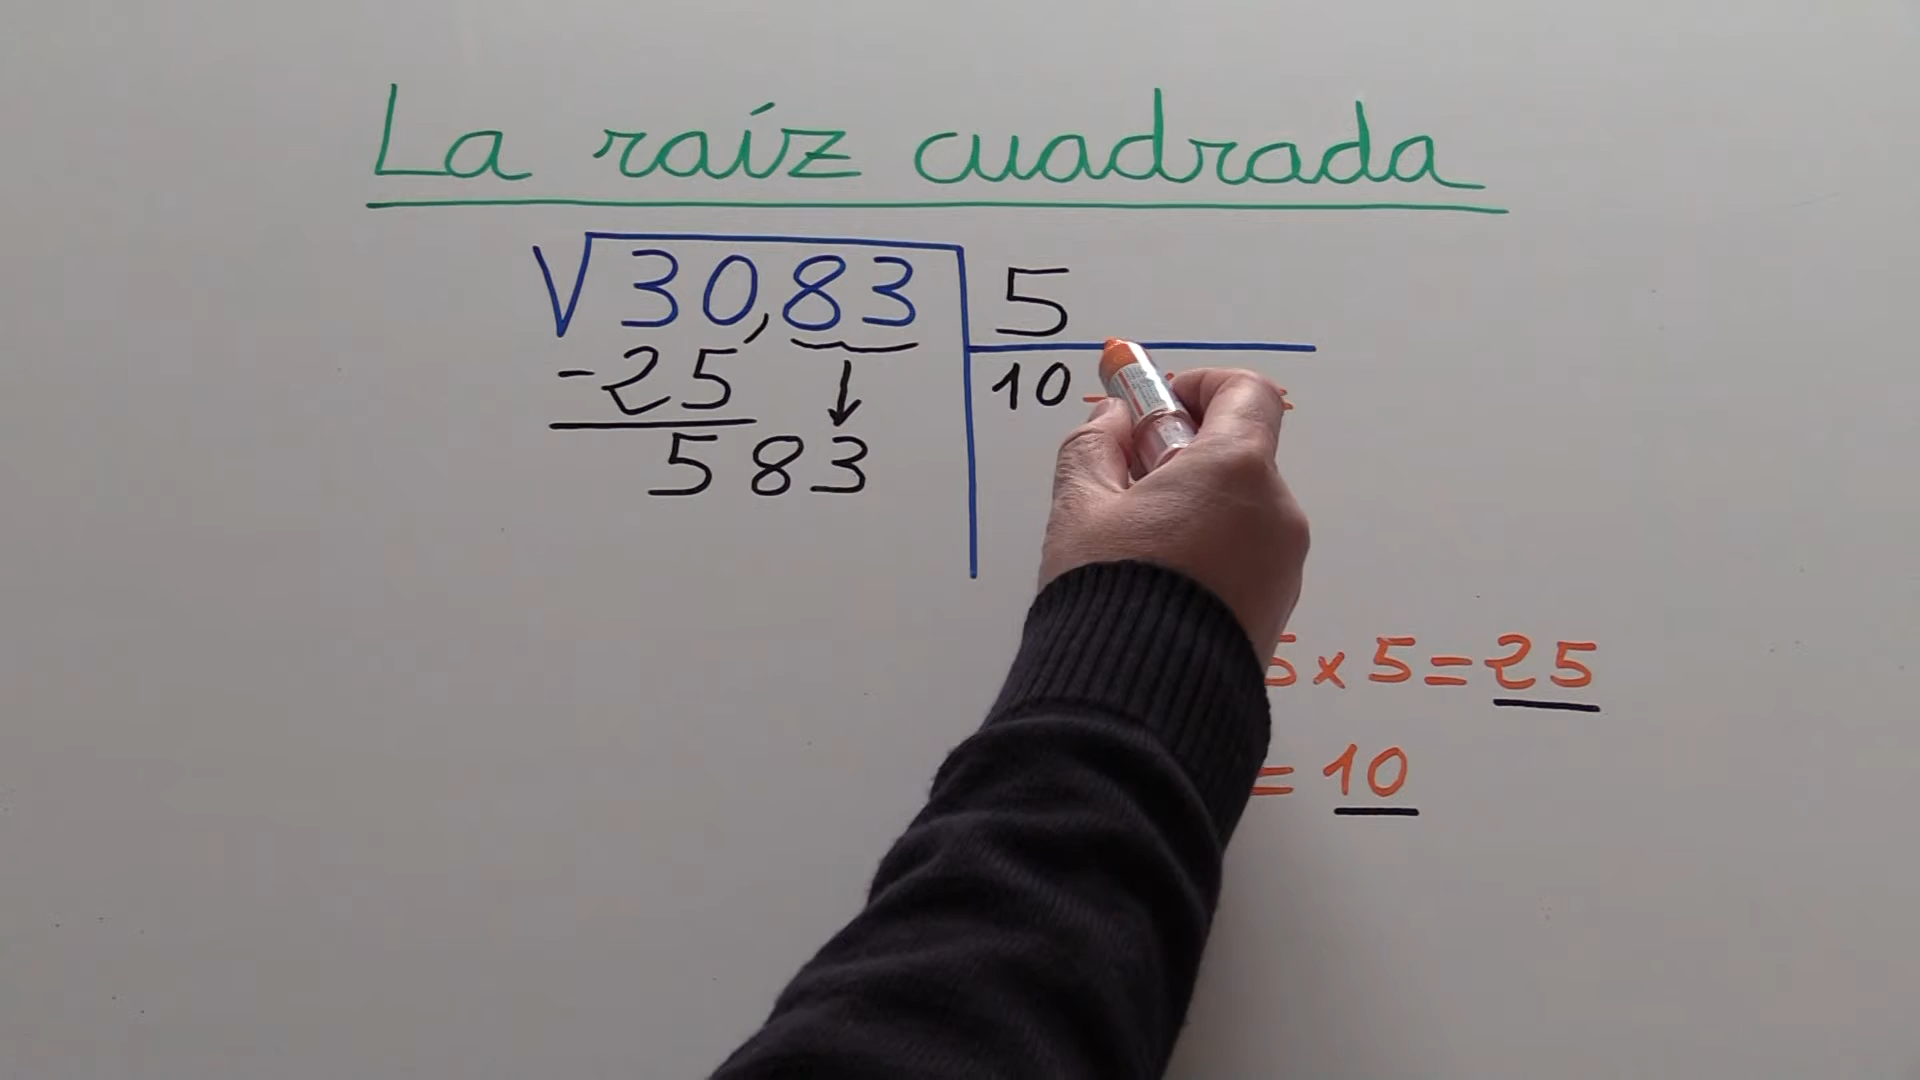 La raíz cuadrada
√30,83 5
-25 10
583
5 x 5 = 25
= 10